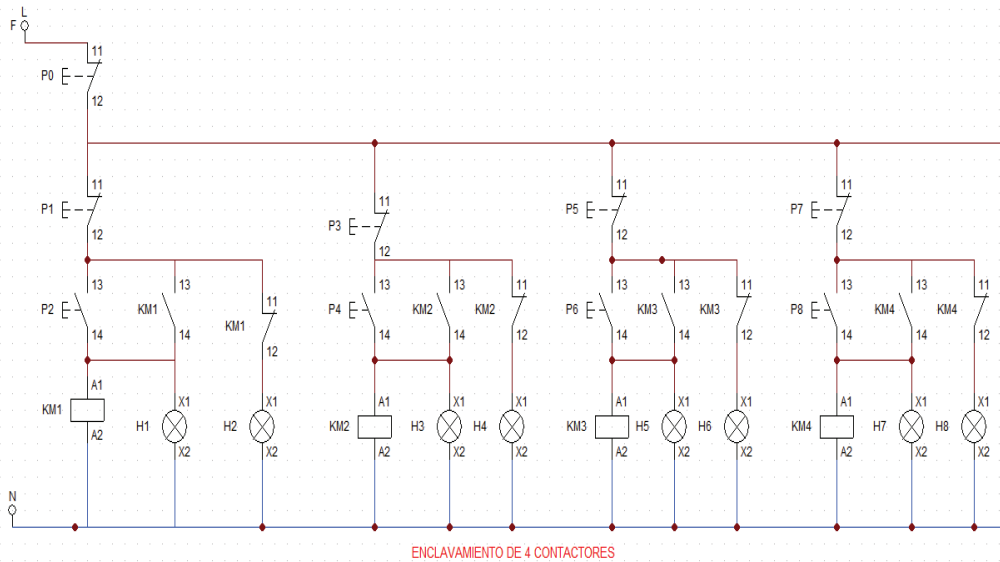 L
F
11
P0
12
11 11 11
P1 11 P5 P7
P3
12 12 12
12
13 13 13 13 11 13 13 11 13 13 11
P2 KM1 11 P4 KM2 KM2 P6 KM3 KM3 P8 KM4 KM4
KM1
14 14 14 14 12 14 14 12 14 14 12
12
A1 X1 X1 A1 X1 X1 A1 X1 X1 A1 X1 X1
KM1 H1 H2 KM2 H3 H4 KM3 H5 H6 KM4 H7 H8
A2 X2 X2 A2 X2 X2 A2 X2 X2 A2 X2 X2
N
ENCLAVAMIENTO DE 4 CONTACTORES